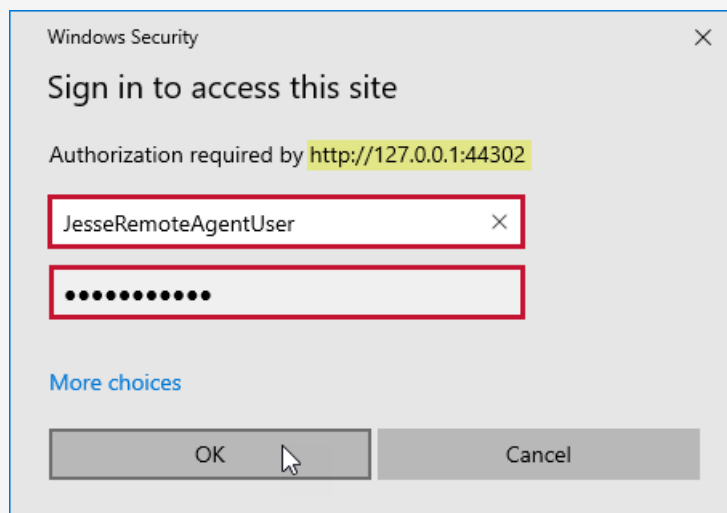 Windows Security
Sign in to access this site
Authorization required by http://127.0.0.1:44302
JesseRemoteAgentUser
●●●●●●●●●●●
More choices
OK
Cancel